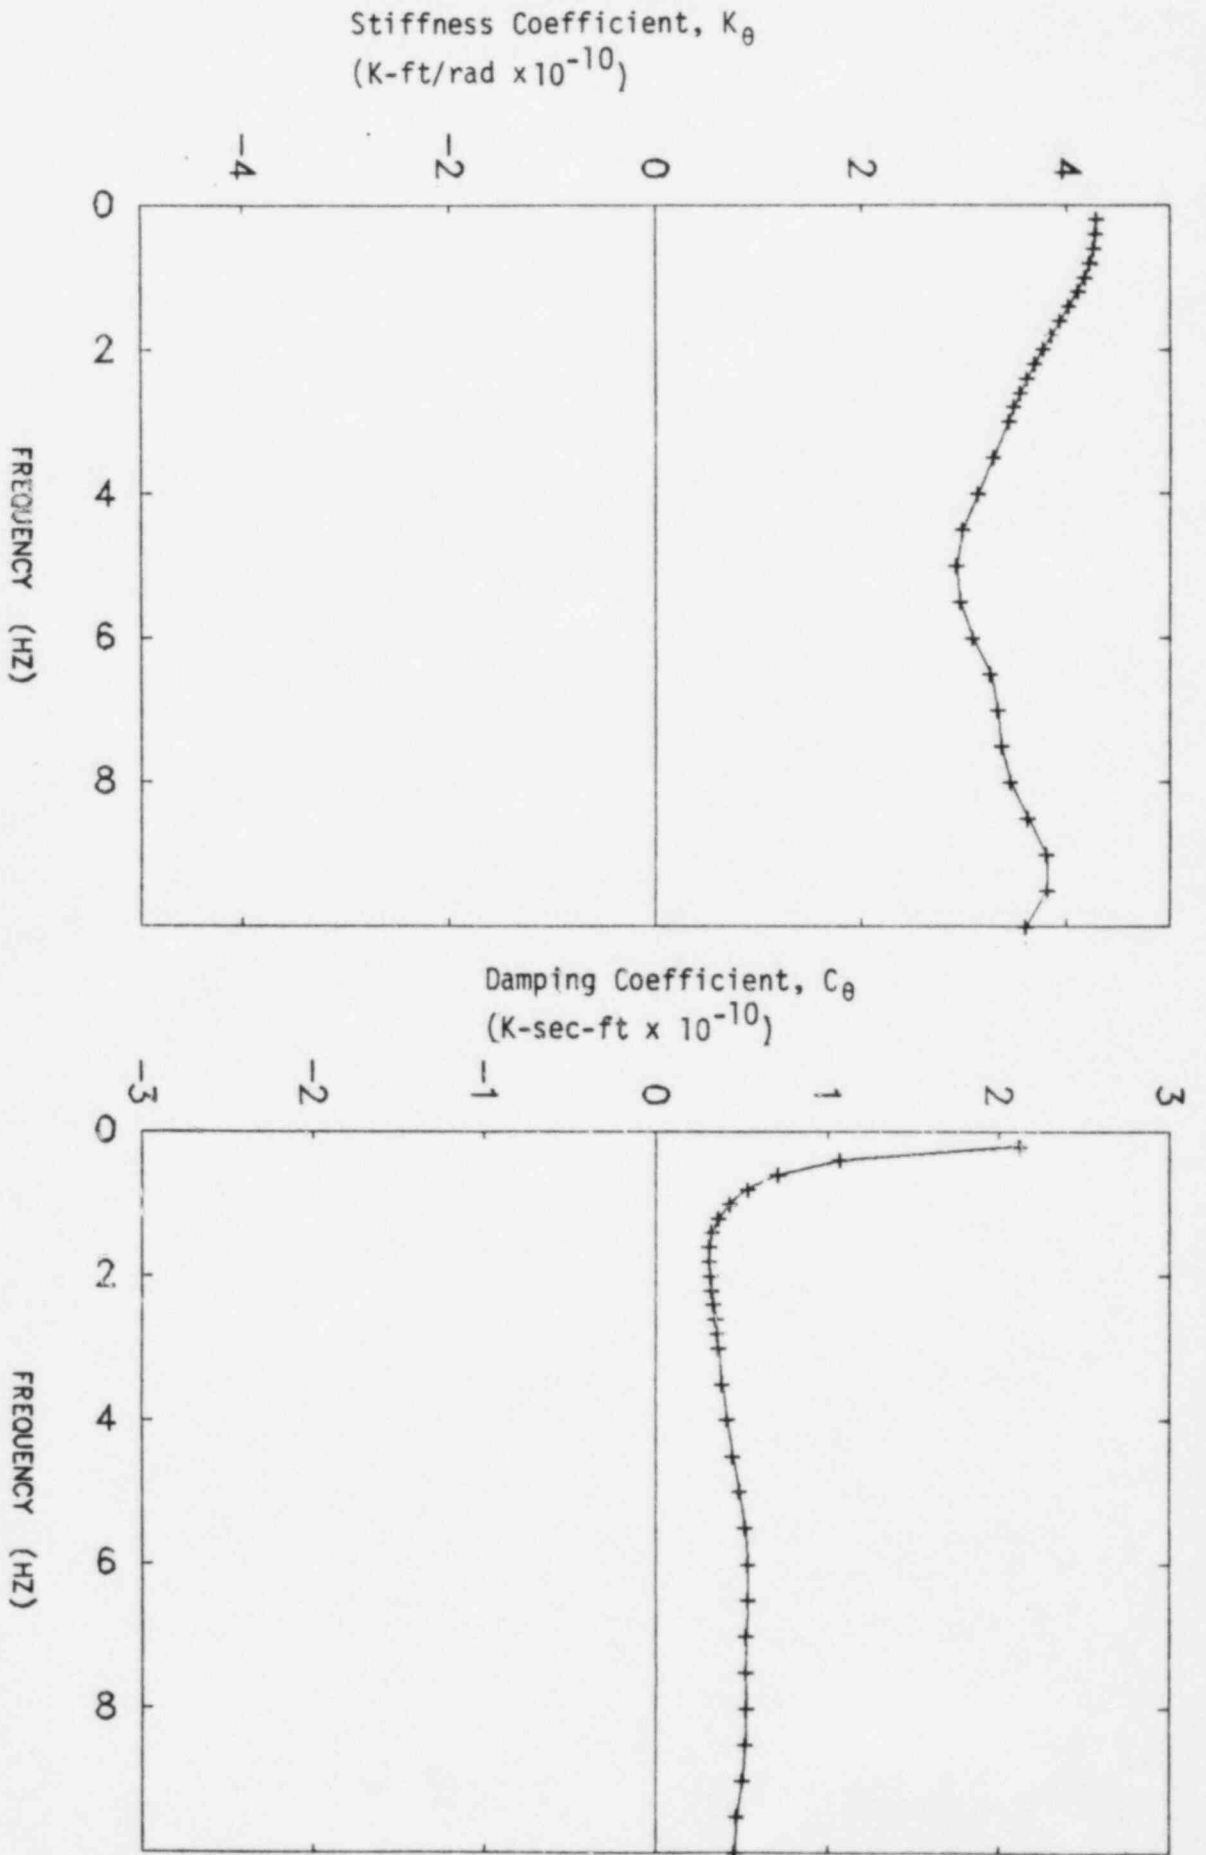 Stiffness Coefficient, Kθ
(K-ft/rad x10-10)
-4 -2 0 2 4
0
2
4
6
8
FREQUENCY (HZ)
Damping Coefficient, Cθ
(K-sec-ft x 10-10)
-3 -2 -1 0 1 2 3
0
2
4
6
8
FREQUENCY (HZ)